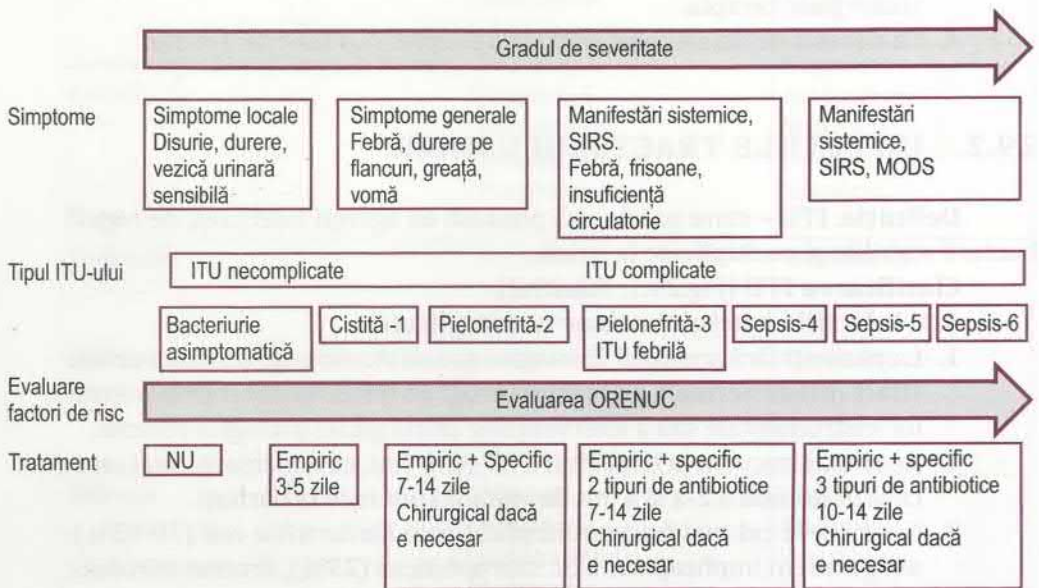 Gradul de severitate
Simptome
Simptome locale
Disurie, durere,
vezică urinară
sensibilă
Simptome generale
Febră, durere pe
flancuri, greață,
vomă
Manifestări sistemice,
SIRS.
Febră, frisoane,
insuficiență
circulatorie
Manifestări
sistemice,
SIRS, MODS
Tipul ITU-ului
ITU necomplicate
ITU complicate
Bacteriurie
asimptomatică
Cistită -1
Pielonefrită-2
Pielonefrită-3
ITU febrilă
Sepsis-4
Sepsis-5
Sepsis-6
Evaluare
factori de risc
Evaluarea ORENUC
Tratament
NU
Empiric
3-5 zile
Empiric + Specific
7-14 zile
Chirurgical dacă
e necesar
Empiric + specific
2 tipuri de antibiotice
7-14 zile
Chirurgical dacă
e necesar
Empiric + specific
3 tipuri de antibiotice
10-14 zile
Chirurgical dacă
e necesar